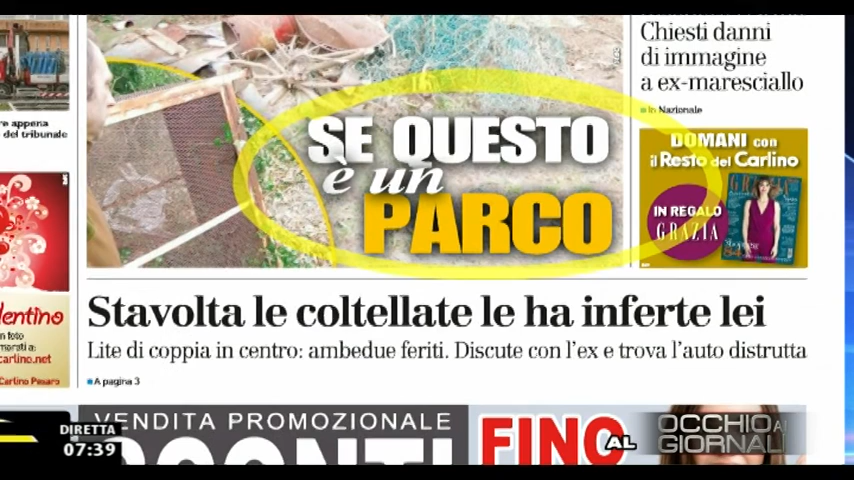 Chiesti danni
di immagine
a ex-maresciallo
In Nazionale
re appena
del tribunale
SE QUESTO
è un
PARCO
DOMANI con
il Resto del Carlino
IN REGALO
GRAZIA
Stavolta le coltellate le ha inferte lei
Lite di coppia in centro: ambedue feriti. Discute con l'ex e trova l'auto distrutta
A pagina 3
lentino
n foto
carlino.net
Carlino Pesaro
VENDITA PROMOZIONALE
SCONTI
FINO AL
DIRETTA
07:39
OCCHIO AI
GIORNALI